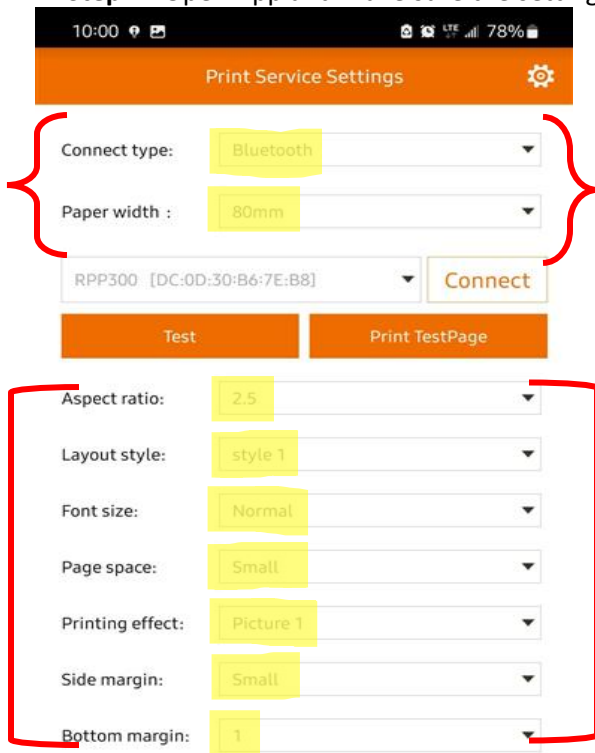 10:00 LTE 78%
Print Service Settings
Connect type: Bluetooth
Paper width : 80mm
RPP300 [DC:0D:30:B6:7E:B8] Connect
Test Print TestPage
Aspect ratio: 2.5
Layout style: style 1
Font size: Normal
Page space: Small
Printing effect: Picture 1
Side margin: Small
Bottom margin: 1